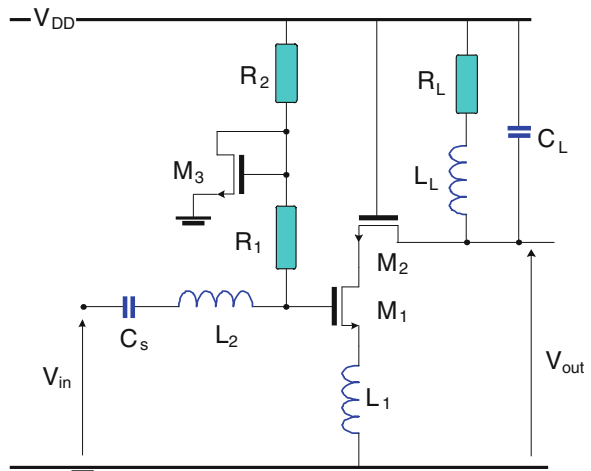 V_DD
R_2
R_L
C_L
M_3
L_L
R_1
M_2
M_1
C_s
L_2
V_in
L_1
V_out